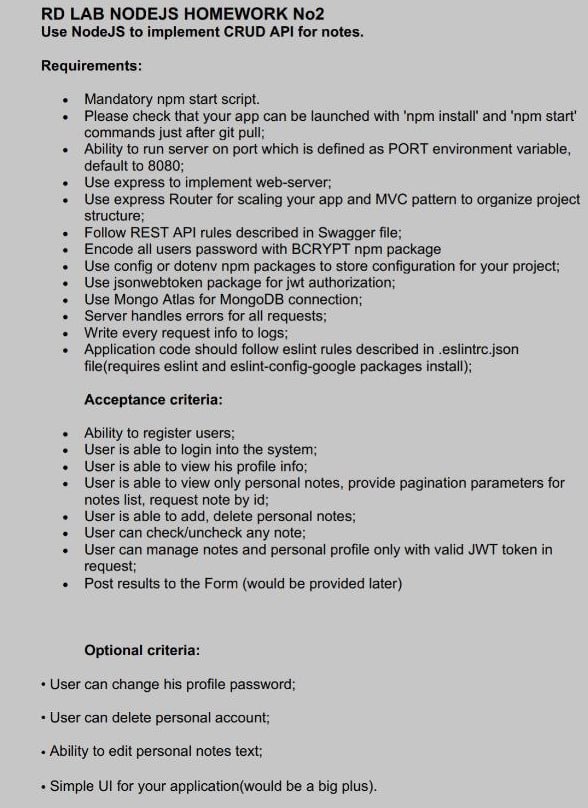 RD LAB NODEJS HOMEWORK No2
Use NodeJS to implement CRUD API for notes.
Requirements:
• Mandatory npm start script.
• Please check that your app can be launched with 'npm install' and 'npm start'
commands just after git pull;
• Ability to run server on port which is defined as PORT environment variable,
default to 8080;
• Use express to implement web-server;
• Use express Router for scaling your app and MVC pattern to organize project
structure;
• Follow REST API rules described in Swagger file;
• Encode all users password with BCRYPT npm package
• Use config or dotenv npm packages to store configuration for your project;
• Use jsonwebtoken package for jwt authorization;
• Use Mongo Atlas for MongoDB connection;
• Server handles errors for all requests;
• Write every request info to logs;
• Application code should follow eslint rules described in .eslintrc.json
file(requires eslint and eslint-config-google packages install);
Acceptance criteria:
• Ability to register users;
• User is able to login into the system;
• User is able to view his profile info;
• User is able to view only personal notes, provide pagination parameters for
notes list, request note by id;
• User is able to add, delete personal notes;
• User can check/uncheck any note;
• User can manage notes and personal profile only with valid JWT token in
request;
• Post results to the Form (would be provided later)
Optional criteria:
• User can change his profile password;
• User can delete personal account;
• Ability to edit personal notes text;
• Simple UI for your application(would be a big plus).